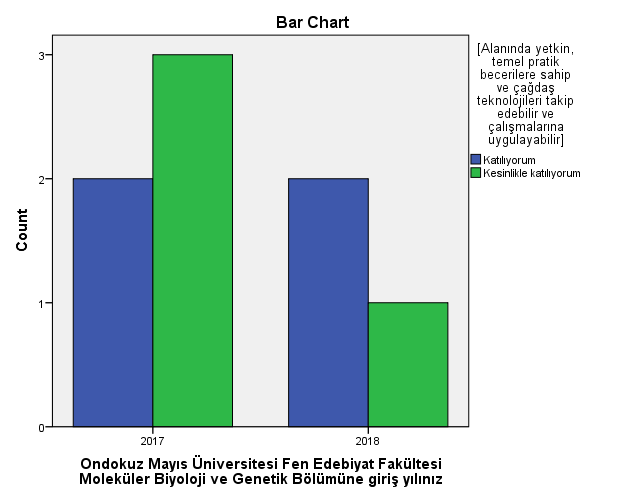 Bar Chart
[Alanında yetkin,
temel pratik
becerilere sahip
ve çağdaş
teknolojileri takip
edebilir ve
çalışmalarına
uygulayabilir]
Katılıyorum
Kesinlikle katılıyorum
Count
3
2
1
0
2017
2018
Ondokuz Mayıs Üniversitesi Fen Edebiyat Fakültesi
Moleküler Biyoloji ve Genetik Bölümüne giriş yılınız